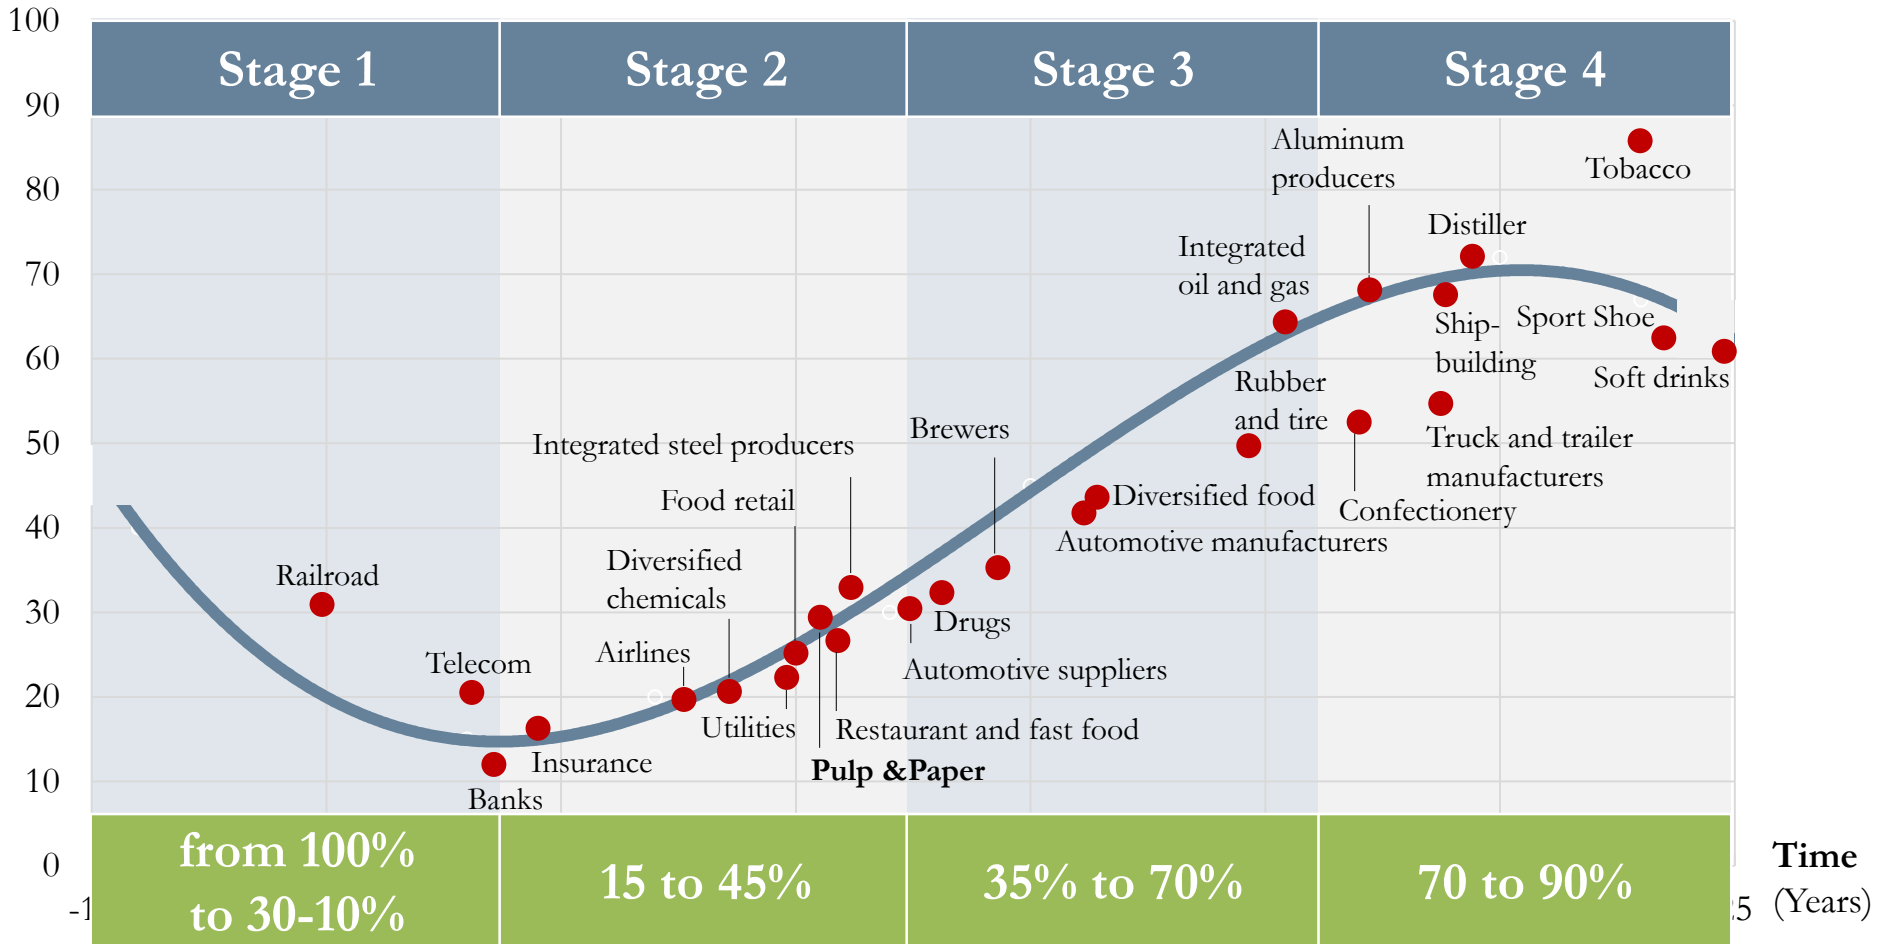 100
Stage 1
Stage 2
Stage 3
Stage 4
90
Aluminum
producers
Tobacco
80
Distiller
Integrated
oil and gas
70
Ship-
building
Sport Shoe
60
Soft drinks
Rubber
and tire
Brewers
Integrated steel producers
50
Truck and trailer
manufacturers
Food retail
Diversified food
Confectionery
40
Automotive manufacturers
Diversified
chemicals
Railroad
30
Drugs
Airlines
Telecom
Automotive suppliers
20
Utilities
Restaurant and fast food
Insurance
Pulp &Paper
10
Banks
0
from 100%
to 30-10%
15 to 45%
35% to 70%
70 to 90%
Time
(Years)